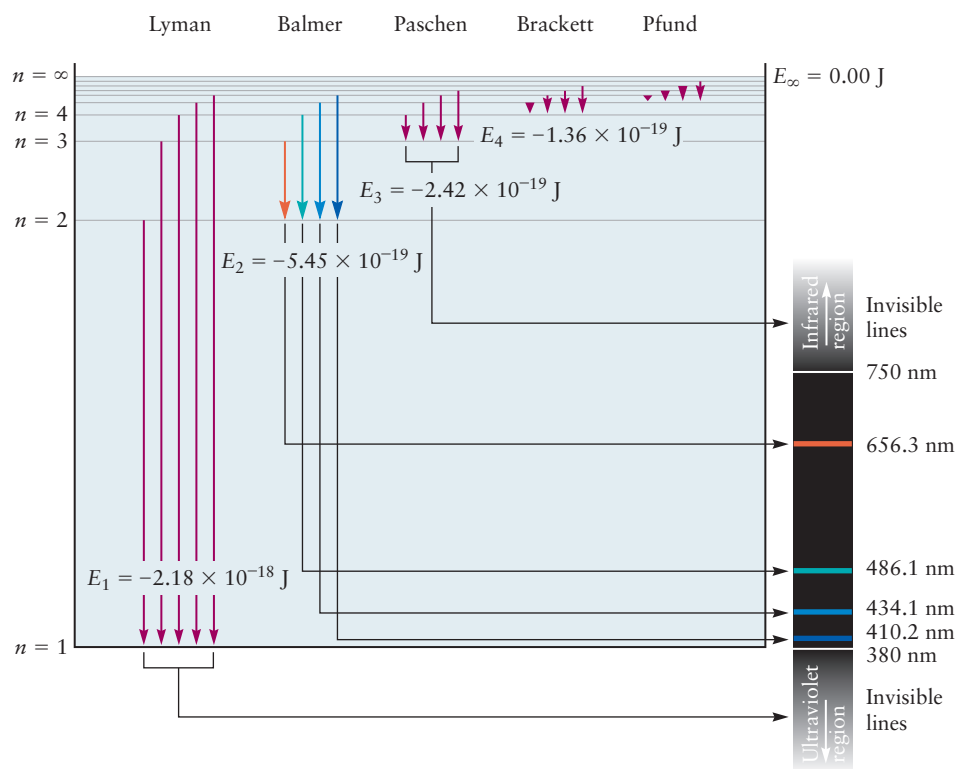 Lyman Balmer Paschen Brackett Pfund
n = ∞
E∞ = 0.00 J
n = 4
n = 3
E4 = −1.36 × 10−19 J
E3 = −2.42 × 10−19 J
n = 2
E2 = −5.45 × 10−19 J
Infrared
region
Invisible
lines
750 nm
656.3 nm
E1 = −2.18 × 10−18 J
486.1 nm
434.1 nm
410.2 nm
n = 1
380 nm
Ultraviolet
region
Invisible
lines